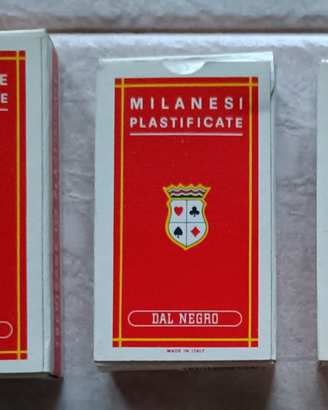 MILANESI
PLASTIFICATE
DAL NEGRO
MADE IN ITALY